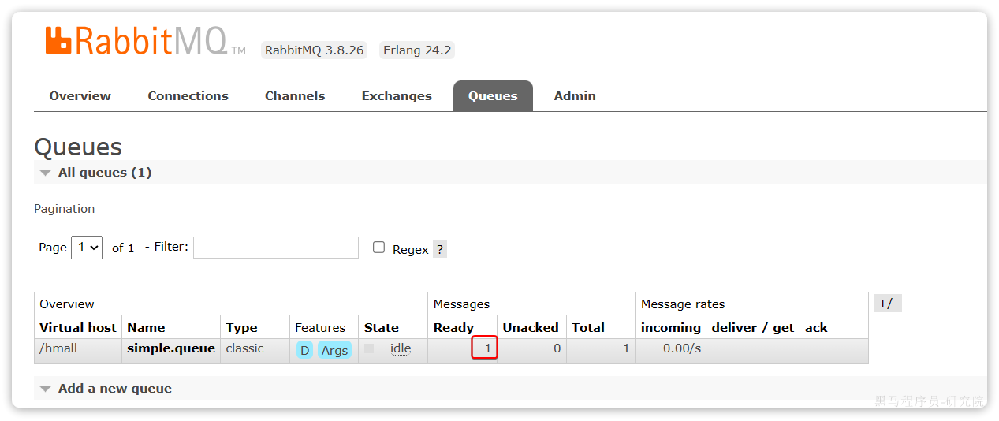 RabbitMQ TM RabbitMQ 3.8.26 Erlang 24.2
Overview Connections Channels Exchanges Queues Admin
Queues
All queues (1)
Pagination
Page 1 of 1 - Filter: Regex ?
Overview Messages Message rates +/-
Virtual host Name Type Features State Ready Unacked Total incoming deliver / get ack
/hmall simple.queue classic D Args idle 1 0 1 0.00/s
Add a new queue
黑马程序员-研究院